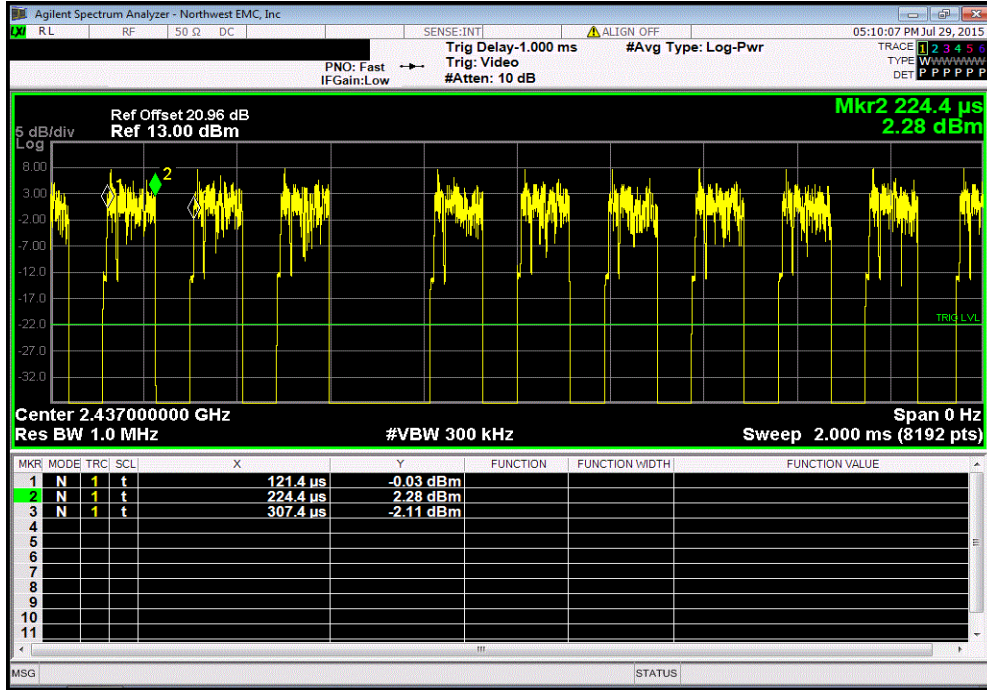 Agilent Spectrum Analyzer - Northwest EMC, Inc
LXI RL RF 50 Ω DC SENSE:INT ALIGN OFF 05:10:07 PM Jul 29, 2015
PNO: Fast
IFGain:Low
Trig Delay-1.000 ms
Trig: Video
#Atten: 10 dB
#Avg Type: Log-Pwr
TRACE 1 2 3 4 5 6
TYPE WWWWWW
DET P P P P P P
Mkr2 224.4 µs
2.28 dBm
Ref Offset 20.96 dB
Ref 13.00 dBm
5 dB/div
Log
8.00
3.00
-2.00
-7.00
-12.0
-17.0
-22.0
-27.0
-32.0
1
2
TRIG LVL
Center 2.437000000 GHz Span 0 Hz
Res BW 1.0 MHz #VBW 300 kHz Sweep 2.000 ms (8192 pts)
MKR MODE TRC SCL X Y FUNCTION FUNCTION WIDTH FUNCTION VALUE
1 N 1 t 121.4 µs -0.03 dBm
2 N 1 t 224.4 µs 2.28 dBm
3 N 1 t 307.4 µs -2.11 dBm
4
5
6
7
8
9
10
11
MSG STATUS